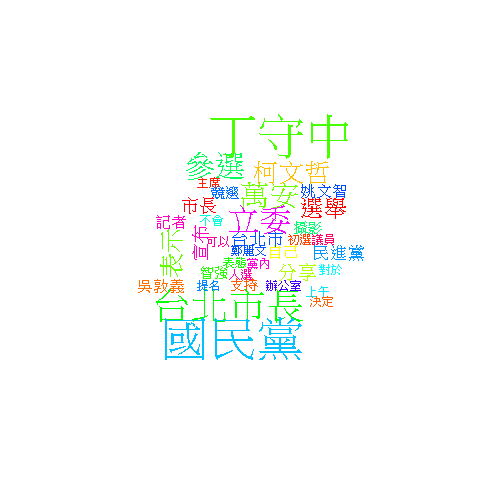 丁守中
參選
柯文哲
主席
競選
萬安
姚文智
市長
選舉
立委
記者
不會
攝影
宣布
可以
台北市
初選
議員
表示
鄭麗文
自己
民進黨
表態
黨內
智強
人選
分享
對於
吳敦義
提名
支持
辦公室
上午
台北市長
決定
國民黨